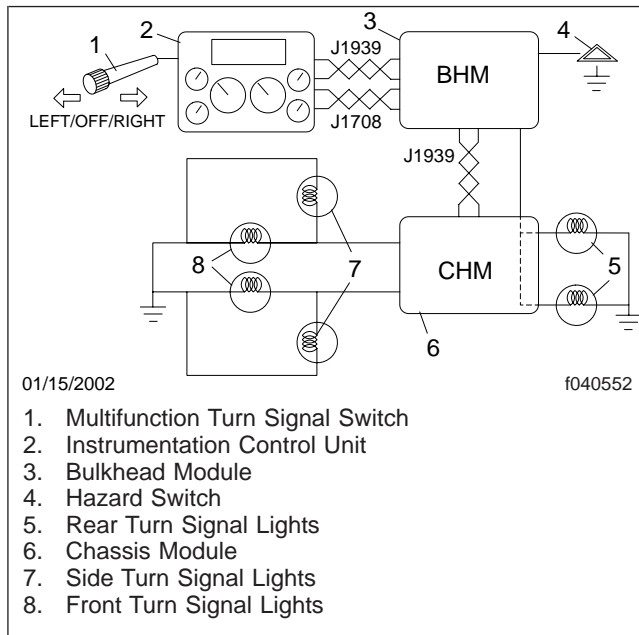 1 2 3 4
J1939
BHM
LEFT/OFF/RIGHT
J1708
J1939
8 7 CHM 5
6
01/15/2002 f040552
1. Multifunction Turn Signal Switch
2. Instrumentation Control Unit
3. Bulkhead Module
4. Hazard Switch
5. Rear Turn Signal Lights
6. Chassis Module
7. Side Turn Signal Lights
8. Front Turn Signal Lights